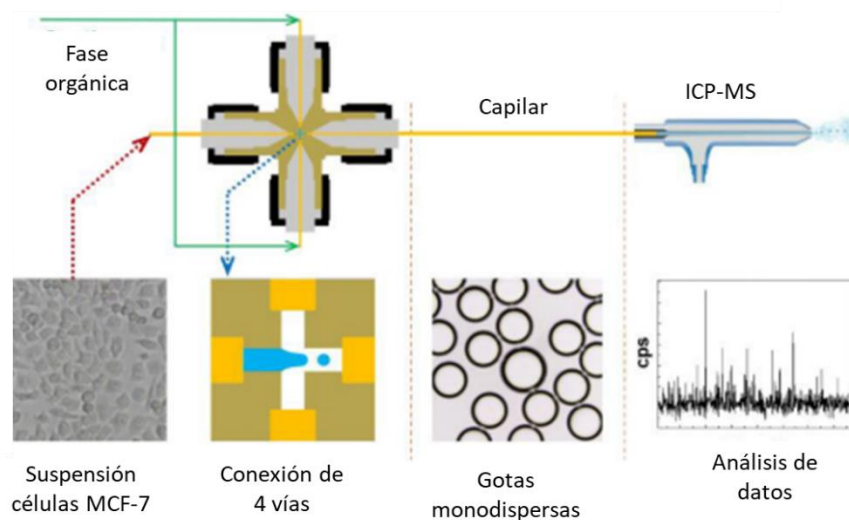 Fase
orgánica
Capilar
ICP-MS
cps
Suspensión
células MCF-7
Conexión de
4 vías
Gotas
monodispersas
Análisis de
datos